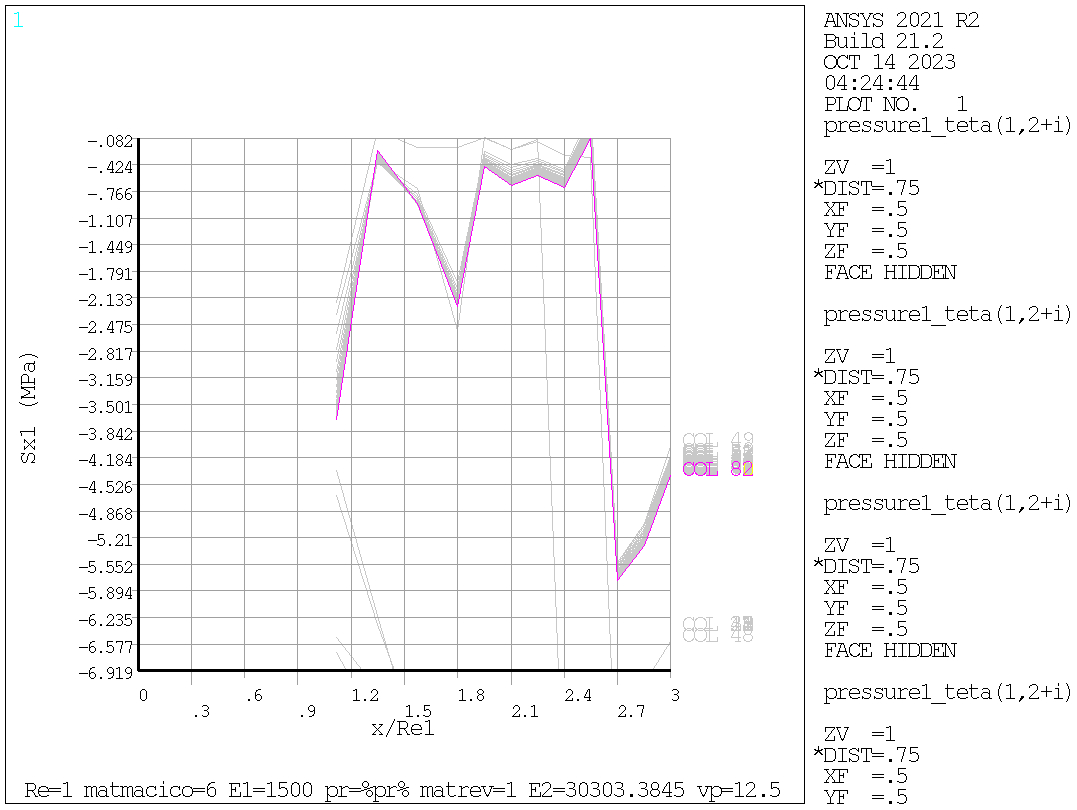 1
ANSYS 2021 R2
Build 21.2
OCT 14 2023
04:24:44
PLOT NO. 1
pressure1_teta(1,2+i)
ZV =1
*DIST=.75
XF =.5
YF =.5
ZF =.5
FACE HIDDEN
pressure1_teta(1,2+i)
ZV =1
*DIST=.75
XF =.5
YF =.5
ZF =.5
FACE HIDDEN
pressure1_teta(1,2+i)
ZV =1
*DIST=.75
XF =.5
YF =.5
ZF =.5
FACE HIDDEN
pressure1_teta(1,2+i)
ZV =1
*DIST=.75
XF =.5
YF =.5
Sx1 (MPa)
-.082
-.424
-.766
-1.107
-1.449
-1.791
-2.133
-2.475
-2.817
-3.159
-3.501
-3.842
-4.184
-4.526
-4.868
-5.21
-5.552
-5.894
-6.235
-6.577
-6.919
COL
COL
COL
COL
0 .6 1.2 1.8 2.4 3
.3 .9 1.5 2.1 2.7
x/Re1
Re=1 matmacico=6 E1=1500 pr=%pr% matrev=1 E2=30303.3845 vp=12.5